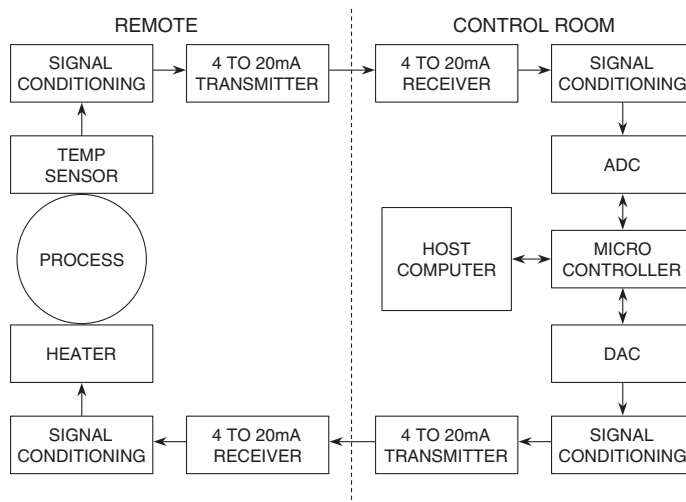 REMOTE
CONTROL ROOM
SIGNAL
CONDITIONING
4 TO 20mA
TRANSMITTER
4 TO 20mA
RECEIVER
SIGNAL
CONDITIONING
TEMP
SENSOR
ADC
PROCESS
HOST
COMPUTER
MICRO
CONTROLLER
HEATER
DAC
SIGNAL
CONDITIONING
4 TO 20mA
RECEIVER
4 TO 20mA
TRANSMITTER
SIGNAL
CONDITIONING